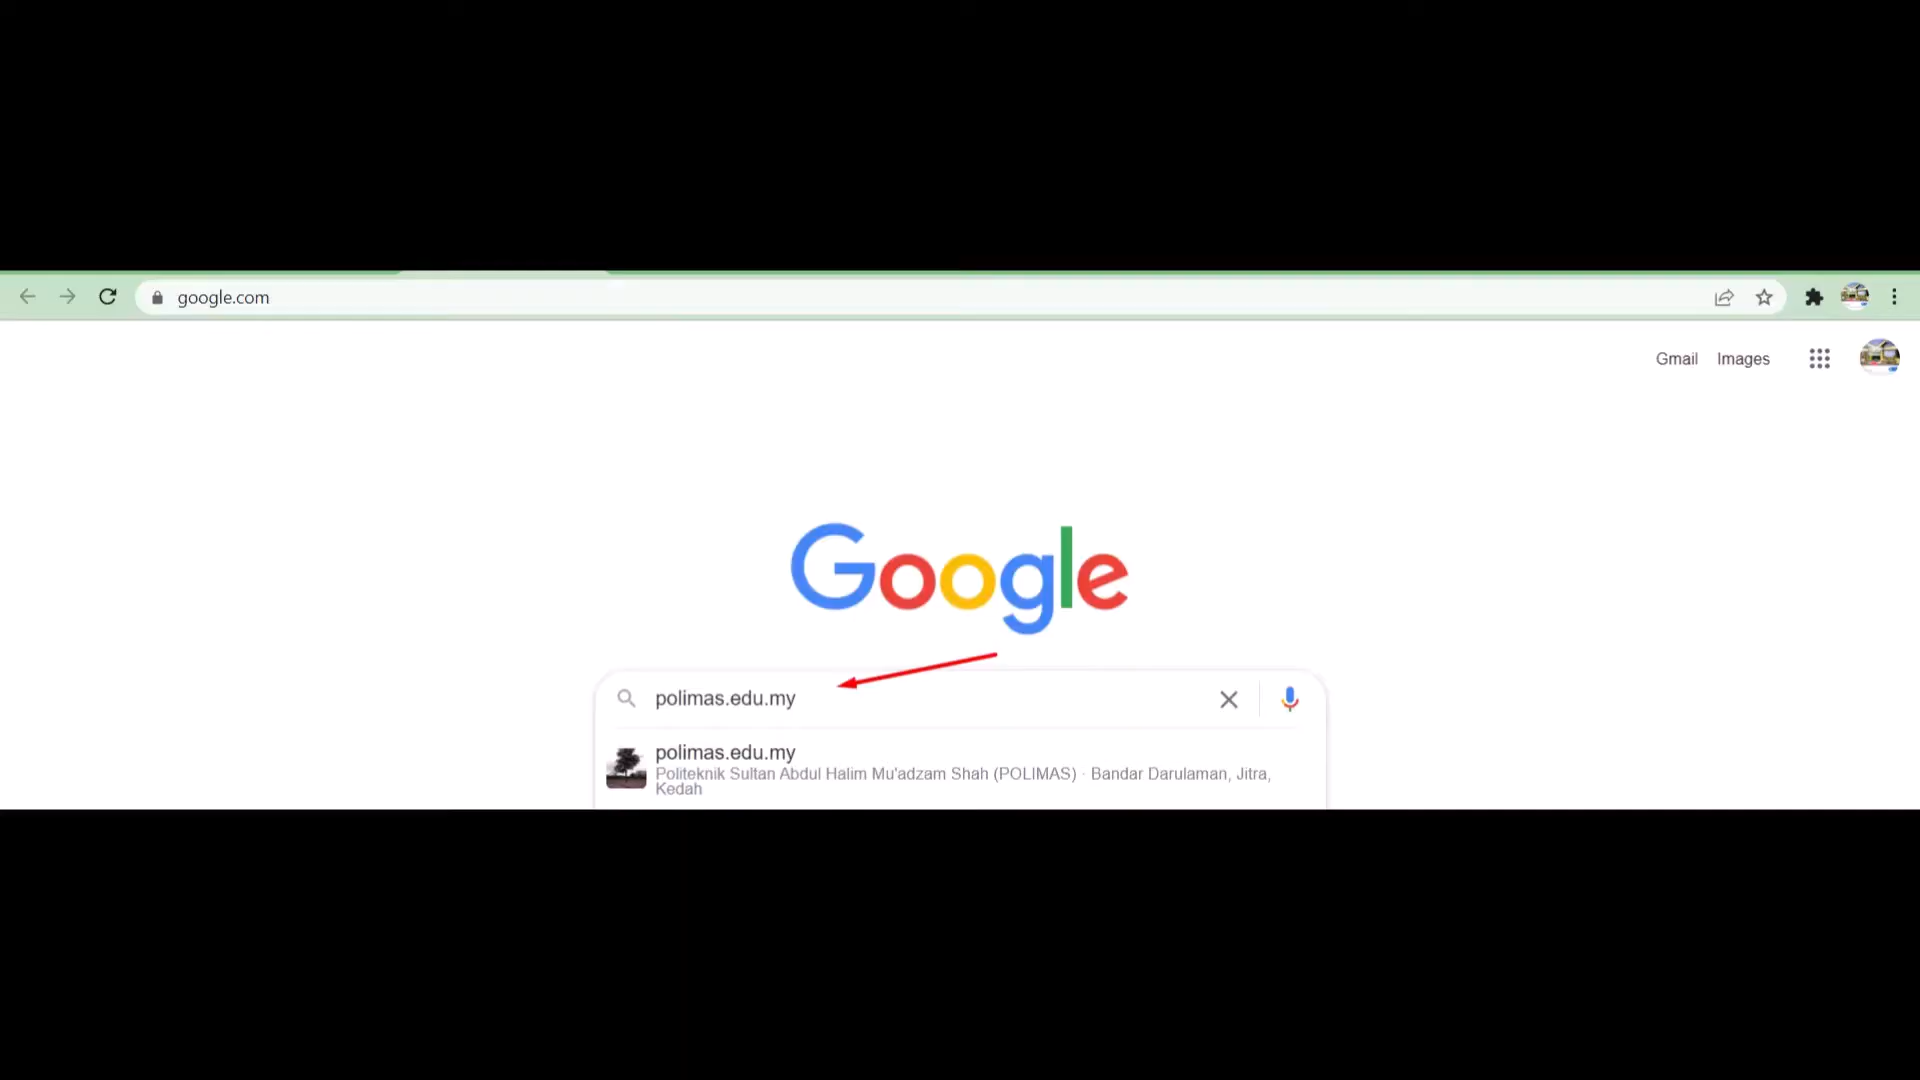 google.com
Gmail Images
Google
polimas.edu.my
polimas.edu.my
Politeknik Sultan Abdul Halim Mu'adzam Shah (POLIMAS) · Bandar Darulaman, Jitra,
Kedah